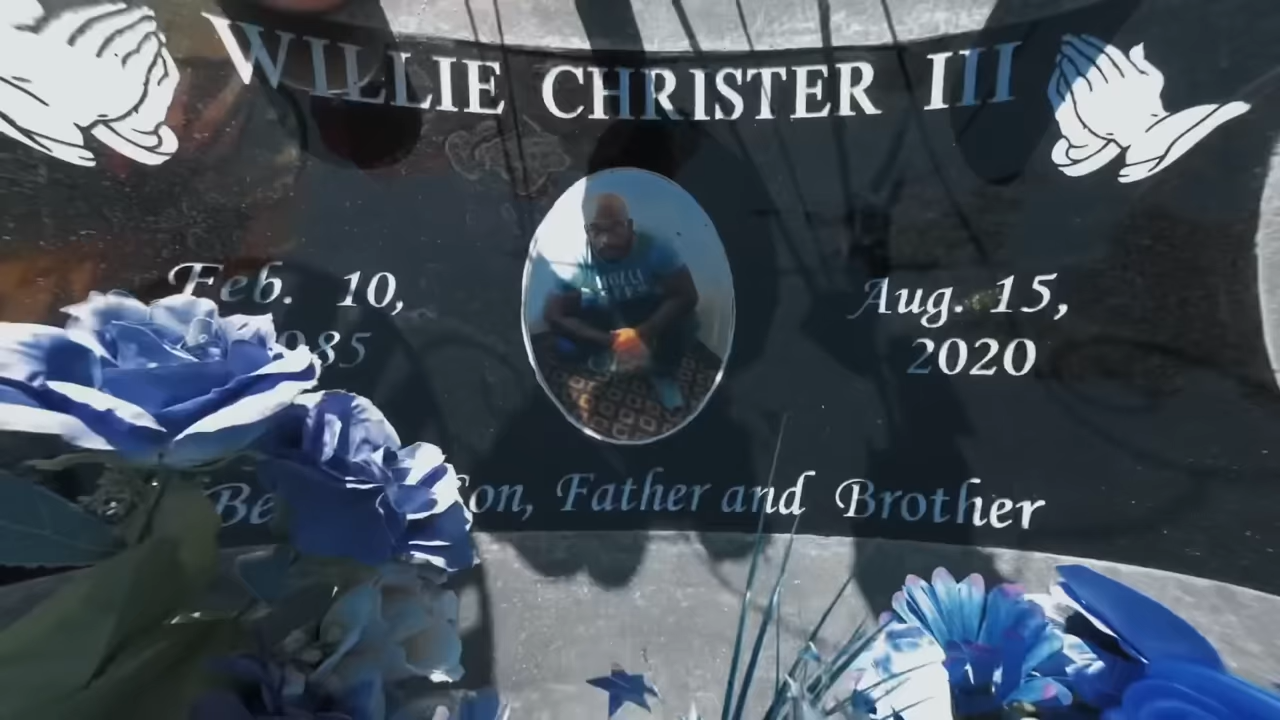 WILLIE CHRISTER III
Feb. 10,
Aug. 15,
2020
Son, Father and Brother